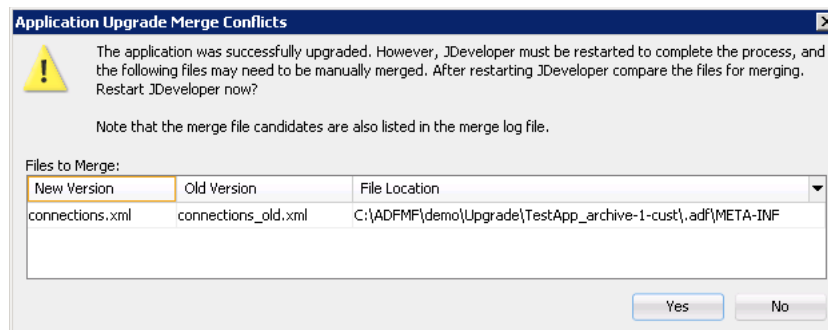 Application Upgrade Merge Conflicts
The application was successfully upgraded. However, JDeveloper must be restarted to complete the process, and
the following files may need to be manually merged. After restarting JDeveloper compare the files for merging.
Restart JDeveloper now?
Note that the merge file candidates are also listed in the merge log file.
Files to Merge:
New Version Old Version File Location
connections.xml connections_old.xml C:\ADFMF\demo\Upgrade\TestApp_archive-1-cust\.adf\META-INF
Yes No